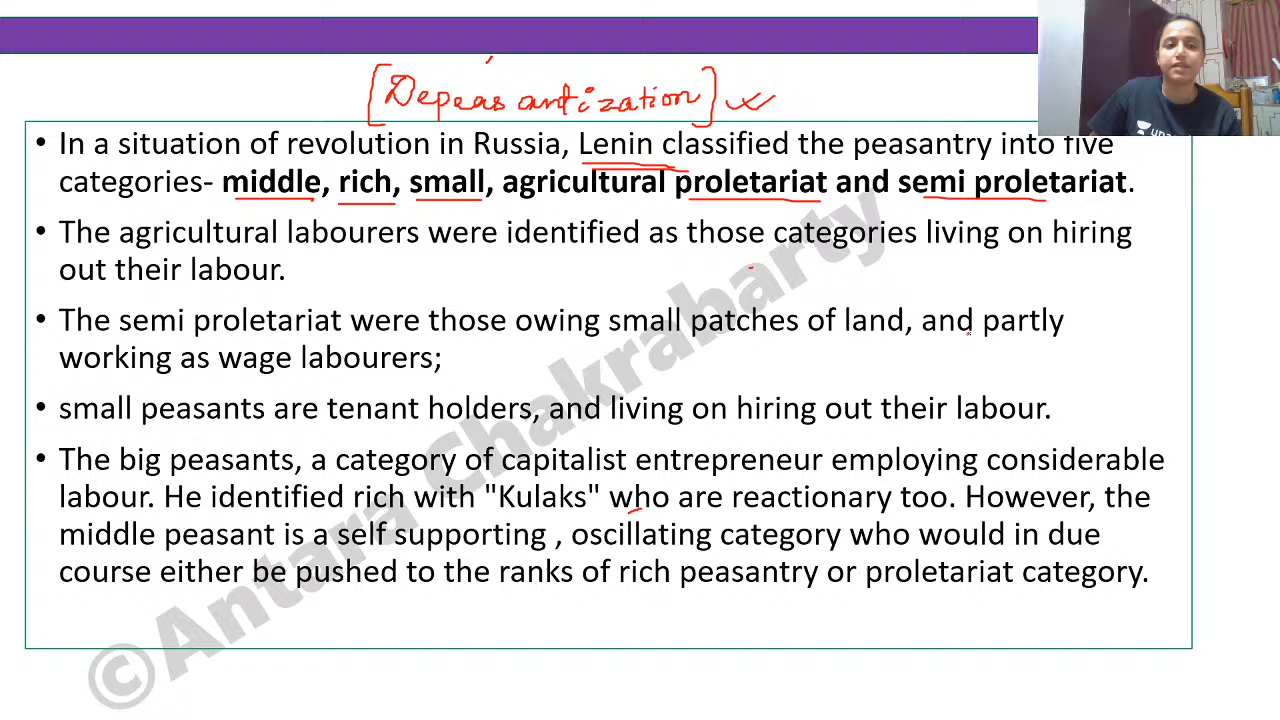 [Depeasantization]
• In a situation of revolution in Russia, Lenin classified the peasantry into five
categories- middle, rich, small, agricultural proletariat and semi proletariat.
• The agricultural labourers were identified as those categories living on hiring
out their labour.
• The semi proletariat were those owing small patches of land, and partly
working as wage labourers;
• small peasants are tenant holders, and living on hiring out their labour.
• The big peasants, a category of capitalist entrepreneur employing considerable
labour. He identified rich with "Kulaks" who are reactionary too. However, the
middle peasant is a self supporting , oscillating category who would in due
course either be pushed to the ranks of rich peasantry or proletariat category.
©Antara Chakraharty